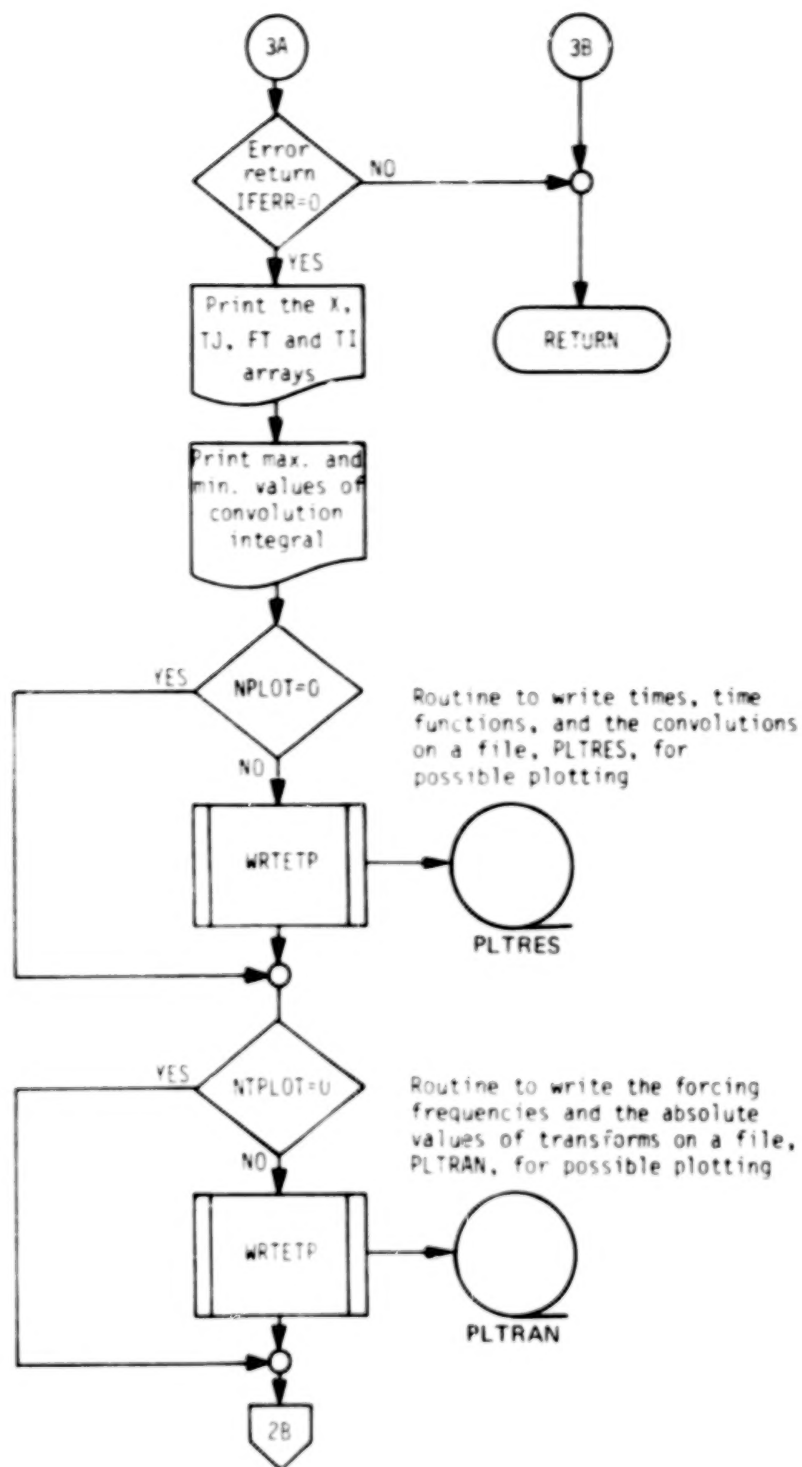 3A
3B
Error
return
IFERR=0
NO
YES
Print the X,
TJ, FT and TI
arrays
RETURN
Print max. and
min. values of
convolution
integral
YES
NPLOT=0
NO
Routine to write times, time
functions, and the convolutions
on a file, PLTRES, for
possible plotting
WRTETP
PLTRES
YES
NTPLOT=0
NO
Routine to write the forcing
frequencies and the absolute
values of transforms on a file,
PLTRAN, for possible plotting
WRTETP
PLTRAN
2B